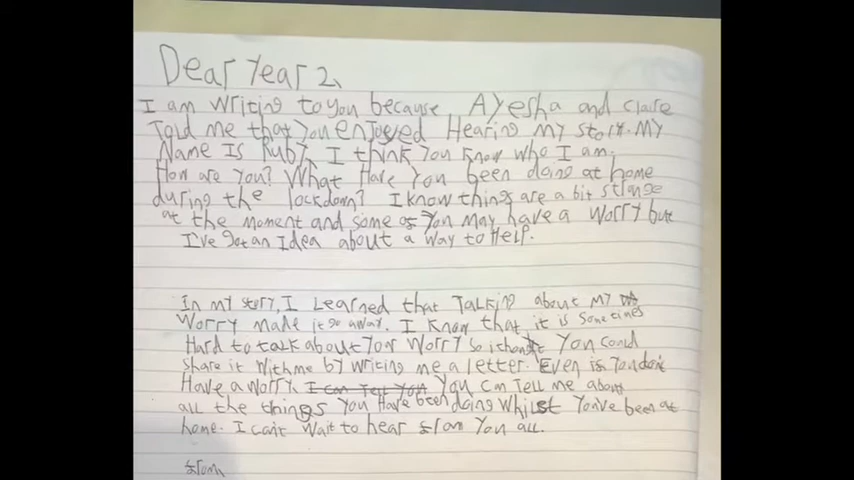 Dear Year 2,
I am writing to you because Ayesha and Claire
Told me that you enjoyed Hearing my story. My
Name Is Ruby, I think you know who I am.
How are you? What Have you been doing at home
during the lockdown? I know things are a bit strange
at the moment and some of you may have a worry but
I've got an Idea about a way to Help.
In my story, I Learned that Talking about my
Worry made it go away. I know that it is sometimes
Hard to talk about your worry so I thought you could
share it with me by writing me a letter. Even if you don't
Have a worry, I can Tell you You can Tell me about
all the things you Have been doing whilst you've been at
home. I can't wait to hear from you all.
from